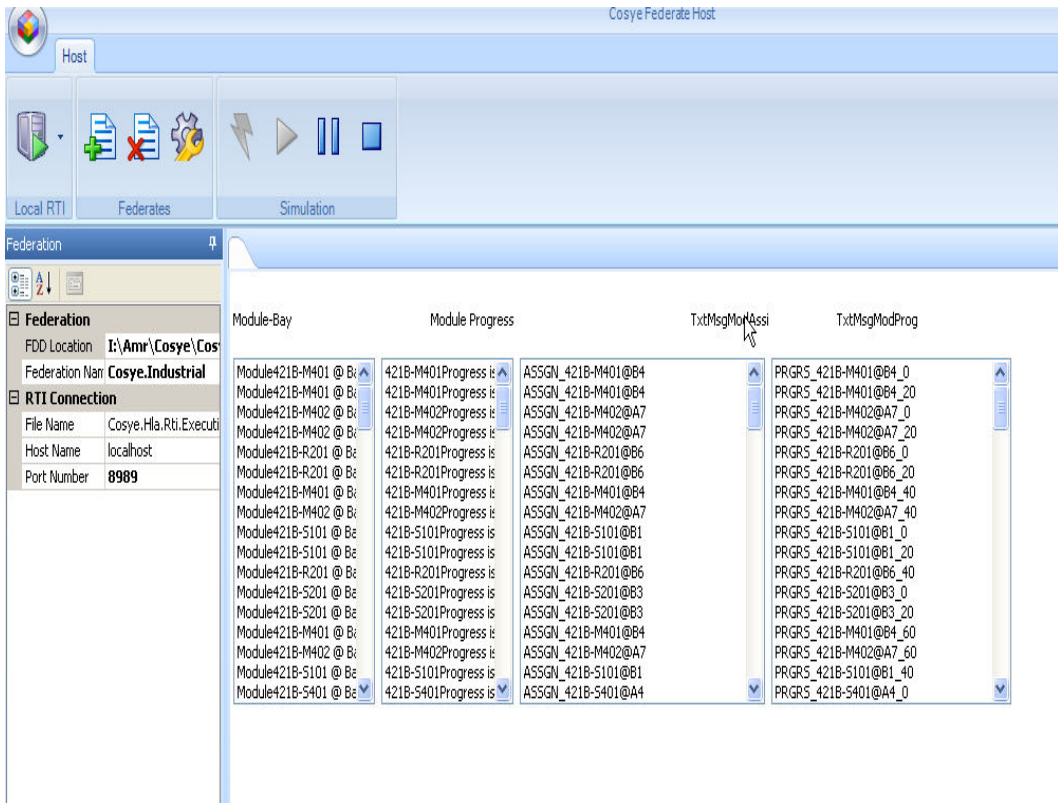 Cosye Federate Host
Host
Local RTI
Federates
Simulation
Federation
Federation
FDD Location I:\Amr\Cosye\Cos
Federation Nam Cosye.Industrial
RTI Connection
File Name Cosye.Hla.Rti.Executi
Host Name localhost
Port Number 8989
Module-Bay
Module Progress
TxtMsgModAssi
TxtMsgModProg
Module421B-M401 @ Ba
Module421B-M401 @ Ba
Module421B-M402 @ Ba
Module421B-M402 @ Ba
Module421B-R201 @ Ba
Module421B-R201 @ Ba
Module421B-M401 @ Ba
Module421B-M402 @ Ba
Module421B-S101 @ Ba
Module421B-S101 @ Ba
Module421B-R201 @ Ba
Module421B-S201 @ Ba
Module421B-S201 @ Ba
Module421B-M401 @ Ba
Module421B-M402 @ Ba
Module421B-S101 @ Ba
Module421B-S401 @ Ba
421B-M401Progress is
421B-M401Progress is
421B-M402Progress is
421B-M402Progress is
421B-R201Progress is
421B-R201Progress is
421B-M401Progress is
421B-M402Progress is
421B-S101Progress is
421B-S101Progress is
421B-R201Progress is
421B-S201Progress is
421B-S201Progress is
421B-M401Progress is
421B-M402Progress is
421B-S101Progress is
421B-S401Progress is
ASSGN_421B-M401@B4
ASSGN_421B-M401@B4
ASSGN_421B-M402@A7
ASSGN_421B-M402@A7
ASSGN_421B-R201@B6
ASSGN_421B-R201@B6
ASSGN_421B-M401@B4
ASSGN_421B-M402@A7
ASSGN_421B-S101@B1
ASSGN_421B-S101@B1
ASSGN_421B-R201@B6
ASSGN_421B-S201@B3
ASSGN_421B-S201@B3
ASSGN_421B-M401@B4
ASSGN_421B-M402@A7
ASSGN_421B-S101@B1
ASSGN_421B-S401@A4
PRGRS_421B-M401@B4_0
PRGRS_421B-M401@B4_20
PRGRS_421B-M402@A7_0
PRGRS_421B-M402@A7_20
PRGRS_421B-R201@B6_0
PRGRS_421B-R201@B6_20
PRGRS_421B-M401@B4_40
PRGRS_421B-M402@A7_40
PRGRS_421B-S101@B1_0
PRGRS_421B-S101@B1_20
PRGRS_421B-R201@B6_40
PRGRS_421B-S201@B3_0
PRGRS_421B-S201@B3_20
PRGRS_421B-M401@B4_60
PRGRS_421B-M402@A7_60
PRGRS_421B-S101@B1_40
PRGRS_421B-S401@A4_0